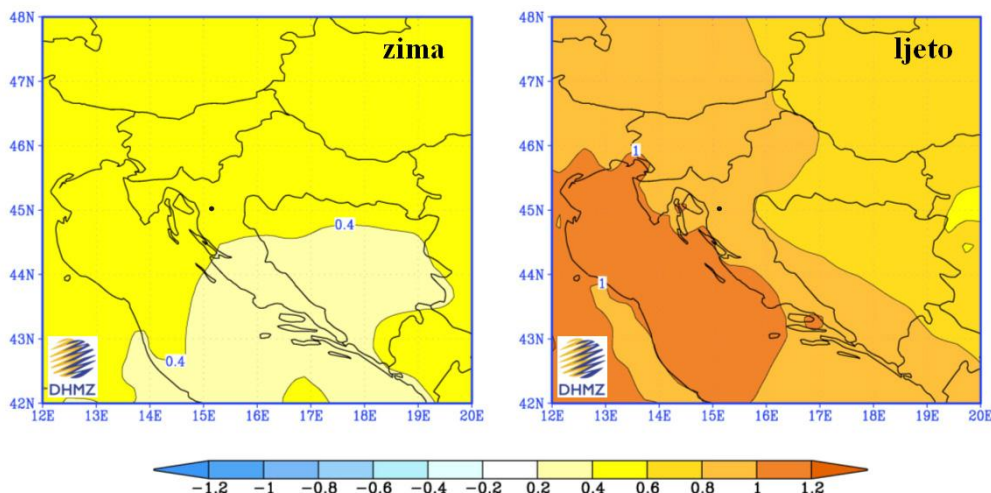 zima
48N
47N
46N
45N
44N
43N
42N
12E 13E 14E 15E 16E 17E 18E 19E 20E
0.4
0.4
DHMZ
ljeto
48N
47N
46N
45N
44N
43N
42N
12E 13E 14E 15E 16E 17E 18E 19E 20E
1
1
DHMZ
-1.2 -1 -0.8 -0.6 -0.4 -0.2 0.2 0.4 0.6 0.8 1 1.2